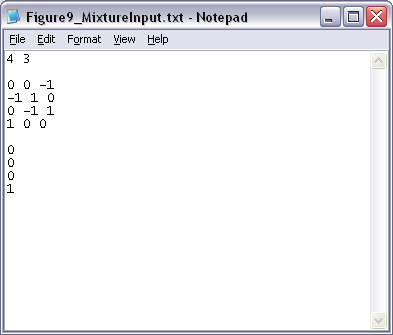 Figure9_MixtureInput.txt - Notepad
File Edit Format View Help
4 3
0 0 -1
-1 1 0
0 -1 1
1 0 0
0
0
0
1